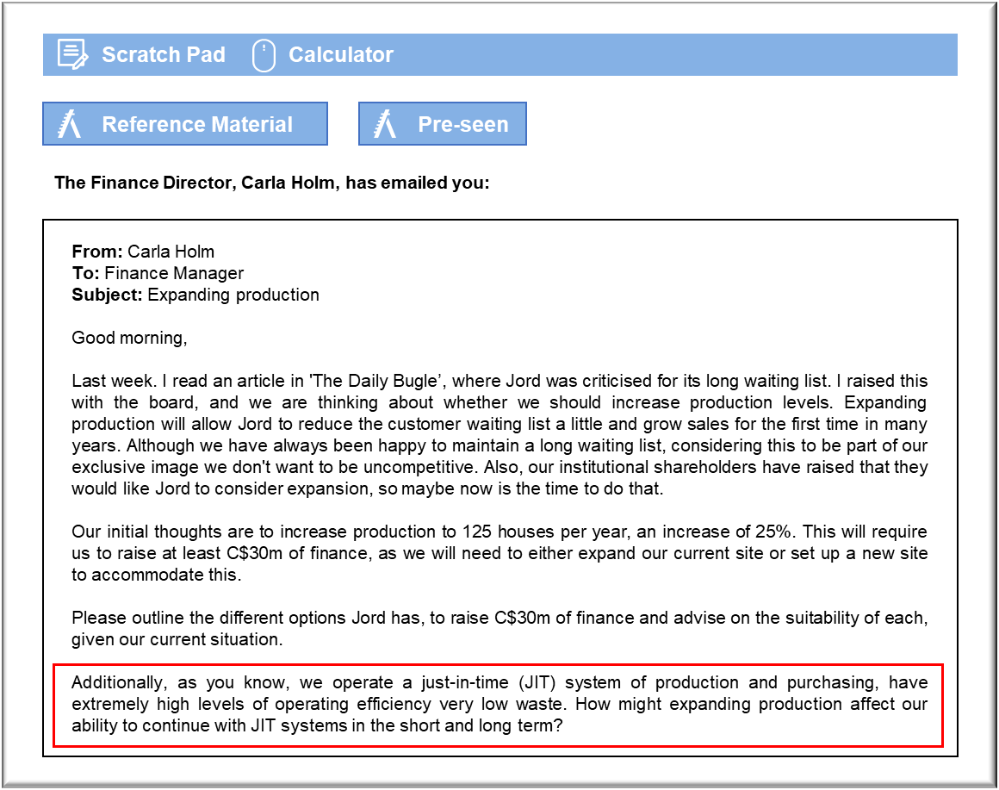 Scratch Pad Calculator
Reference Material Pre-seen
The Finance Director, Carla Holm, has emailed you:
From: Carla Holm
To: Finance Manager
Subject: Expanding production
Good morning,
Last week. I read an article in 'The Daily Bugle’, where Jord was criticised for its long waiting list. I raised this
with the board, and we are thinking about whether we should increase production levels. Expanding
production will allow Jord to reduce the customer waiting list a little and grow sales for the first time in many
years. Although we have always been happy to maintain a long waiting list, considering this to be part of our
exclusive image we don't want to be uncompetitive. Also, our institutional shareholders have raised that they
would like Jord to consider expansion, so maybe now is the time to do that.
Our initial thoughts are to increase production to 125 houses per year, an increase of 25%. This will require
us to raise at least C$30m of finance, as we will need to either expand our current site or set up a new site
to accommodate this.
Please outline the different options Jord has, to raise C$30m of finance and advise on the suitability of each,
given our current situation.
Additionally, as you know, we operate a just-in-time (JIT) system of production and purchasing, have
extremely high levels of operating efficiency very low waste. How might expanding production affect our
ability to continue with JIT systems in the short and long term?